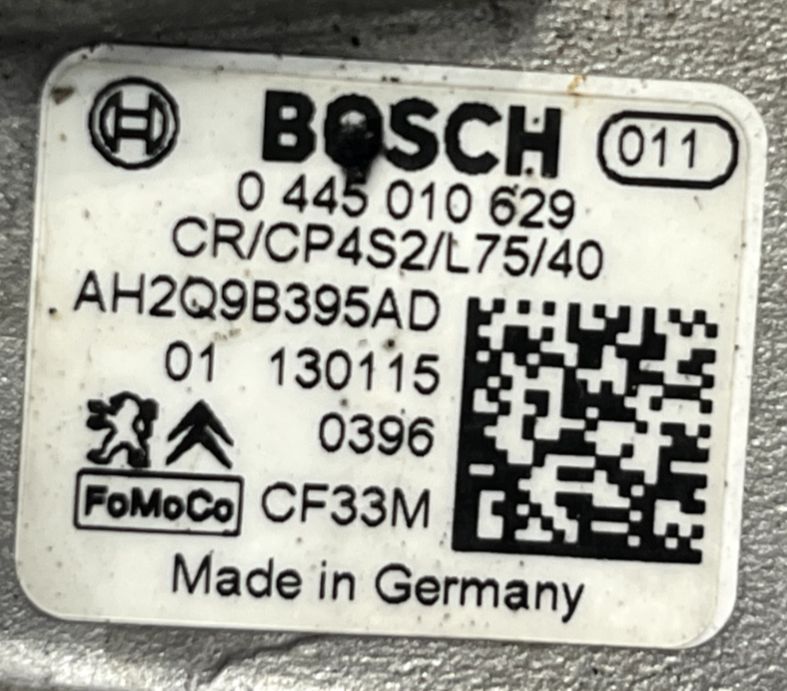 BOSCH 011
0 445 010 629
CR/CP4S2/L75/40
AH2Q9B395AD
01 130115
0396
FoMoCo CF33M
Made in Germany